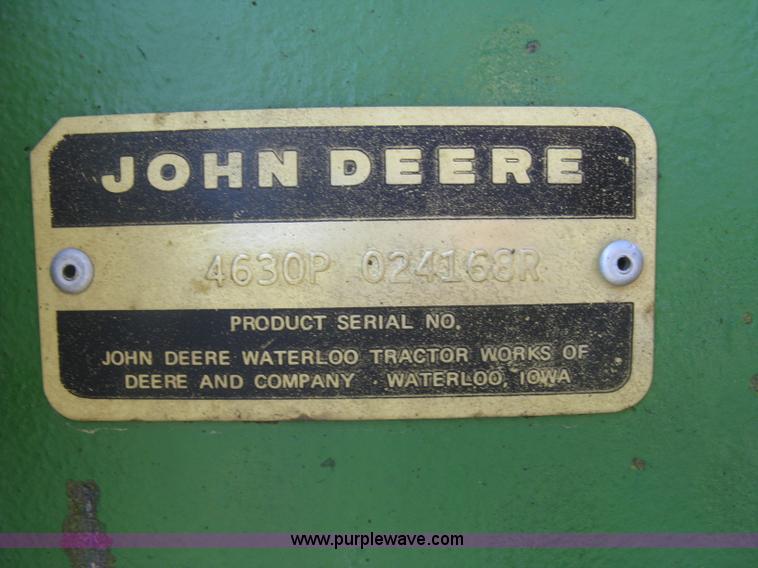 JOHN DEERE
4630P 024168R
PRODUCT SERIAL NO.
JOHN DEERE WATERLOO TRACTOR WORKS OF
DEERE AND COMPANY · WATERLOO, IOWA
www.purplewave.com